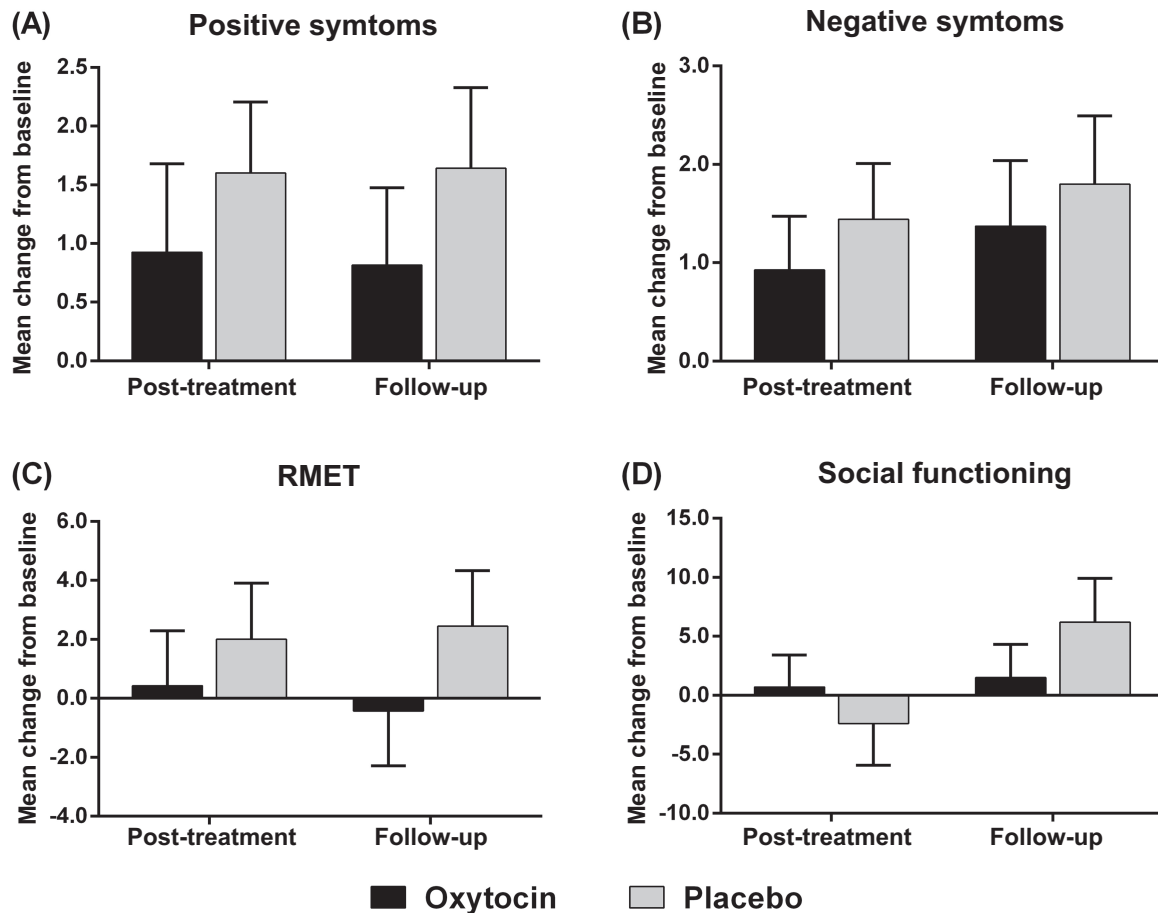 (A) Positive symtoms
Mean change from baseline
2.5
2.0
1.5
1.0
0.5
0.0
Post-treatment Follow-up
(B) Negative symtoms
Mean change from baseline
3.0
2.0
1.0
0.0
Post-treatment Follow-up
(C) RMET
Mean change from baseline
6.0
4.0
2.0
0.0
-2.0
-4.0
Post-treatment Follow-up
(D) Social functioning
Mean change from baseline
15.0
10.0
5.0
0.0
-5.0
-10.0
Post-treatment Follow-up
Oxytocin Placebo